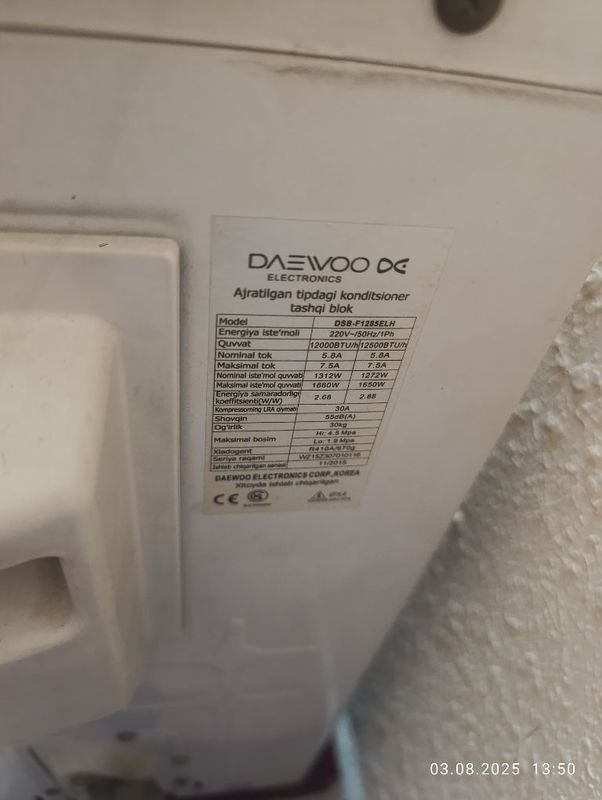 DAEWOO
ELECTRONICS
Ajratilgan tipdagi konditsioner
tashqi blok
Model DSB-F1285ELH
Energiya iste'moli 220V~/50Hz/1Ph
Quvvat 12000BTU/h 12500BTU/h
Nominal tok 5.8A 5.8A
Maksimal tok 7.5A 7.5A
Nominal iste'mol quvvati 1312W 1272W
Maksimal iste'mol quvvati 1660W 1650W
Energiya samaradorligi
koeffitsienti(W/W) 2.68 2.88
Kompressorning LRA qiymati 30A
Shovqin 55dB(A)
Og'irlik 30kg
Maksimal bosim Hi: 4.5 Mpa
Lo: 1.9 Mpa
Xladogent R410A/870g
Seriya raqami WZ15Z307010116
Ishlab chiqarilgan sanasi 11/2015
DAEWOO ELECTRONICS CORP.,KOREA
Xitoyda ishlab chiqarilgan
CE
03.08.2025 13:50